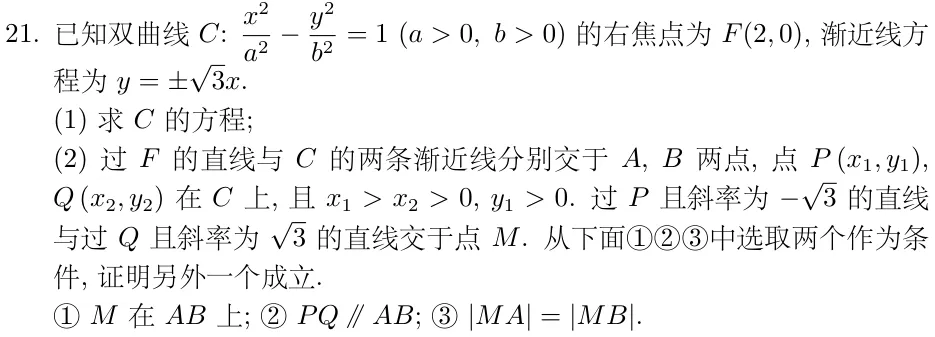 21. 已知双曲线 C: x²/a² − y²/b² = 1 (a > 0, b > 0) 的右焦点为 F(2,0), 渐近线方
程为 y = ±√3x.
(1) 求 C 的方程;
(2) 过 F 的直线与 C 的两条渐近线分别交于 A, B 两点, 点 P(x₁,y₁),
Q(x₂,y₂) 在 C 上, 且 x₁ > x₂ > 0, y₁ > 0. 过 P 且斜率为 −√3 的直线
与过 Q 且斜率为 √3 的直线交于点 M. 从下面①②③中选取两个作为条
件, 证明另外一个成立.
① M 在 AB 上; ② PQ ∥ AB; ③ |MA| = |MB|.